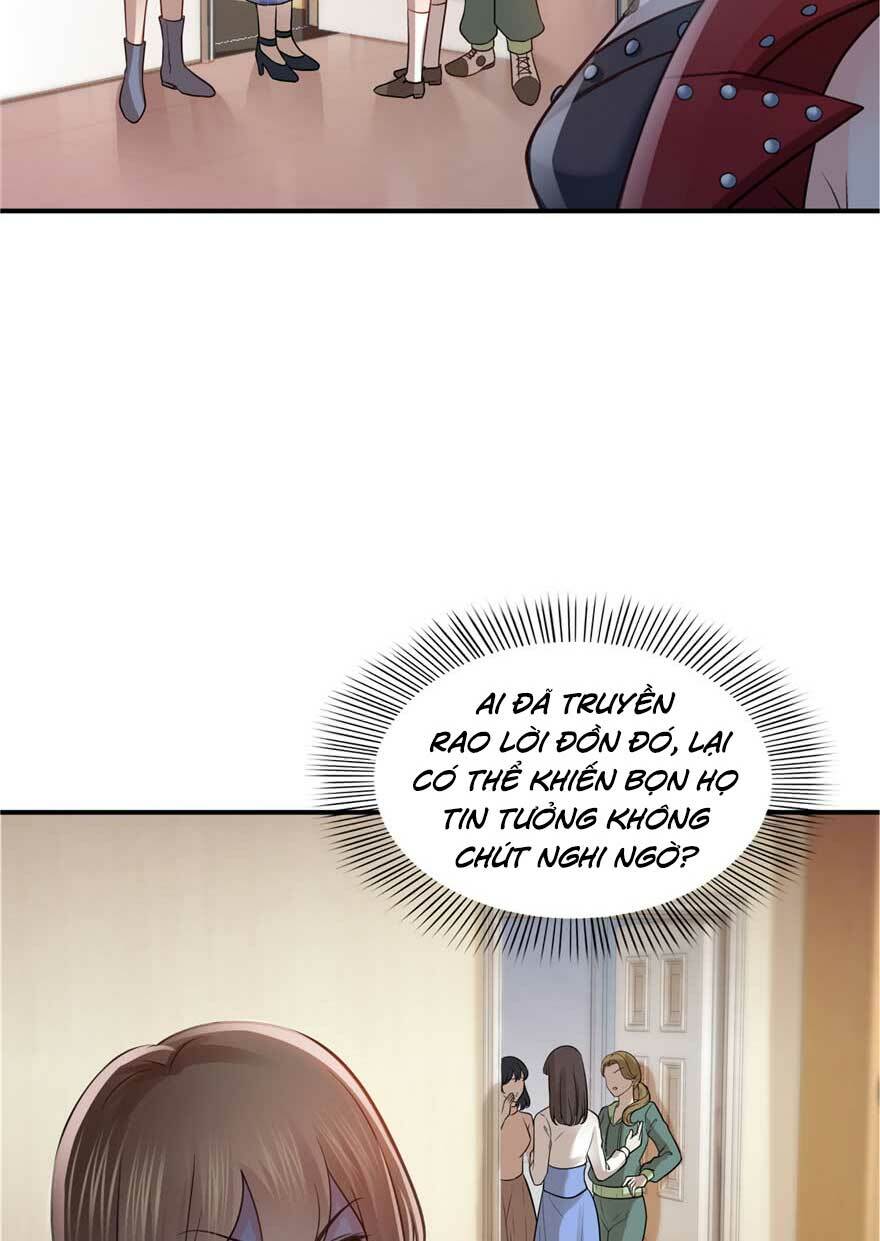 AI ĐÃ TRUYỀN
RAO LỜI ĐỒN ĐÓ, LẠI
CÓ THỂ KHIẾN BỌN HỌ
TIN TƯỞNG KHÔNG
CHÚT NGHI NGỜ?